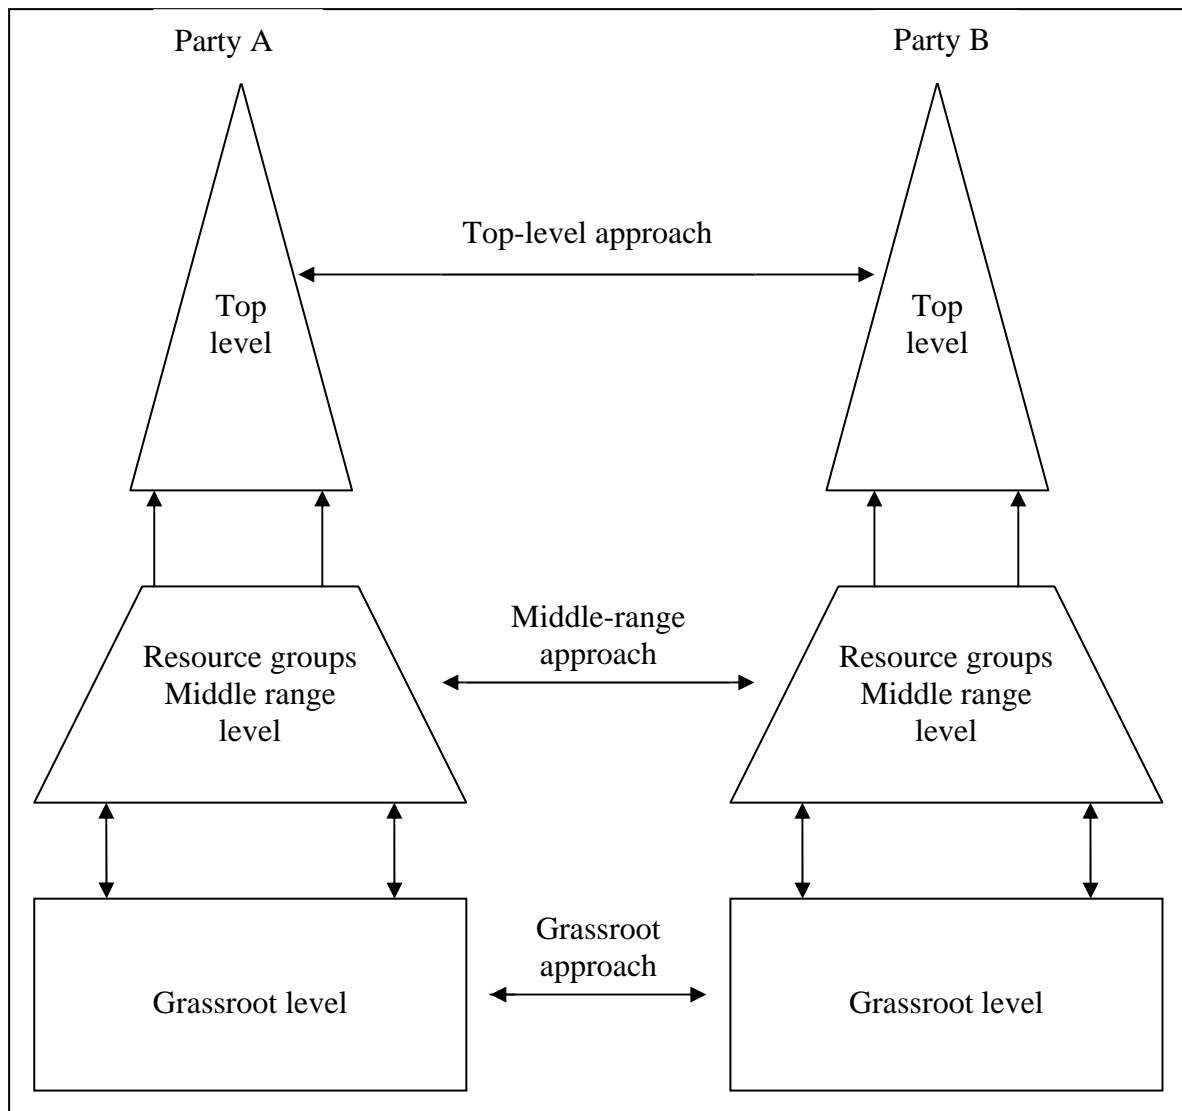 Party A
Party B
Top-level approach
Top
level
Top
level
Middle-range
approach
Resource groups
Middle range
level
Resource groups
Middle range
level
Grassroot
approach
Grassroot level
Grassroot level